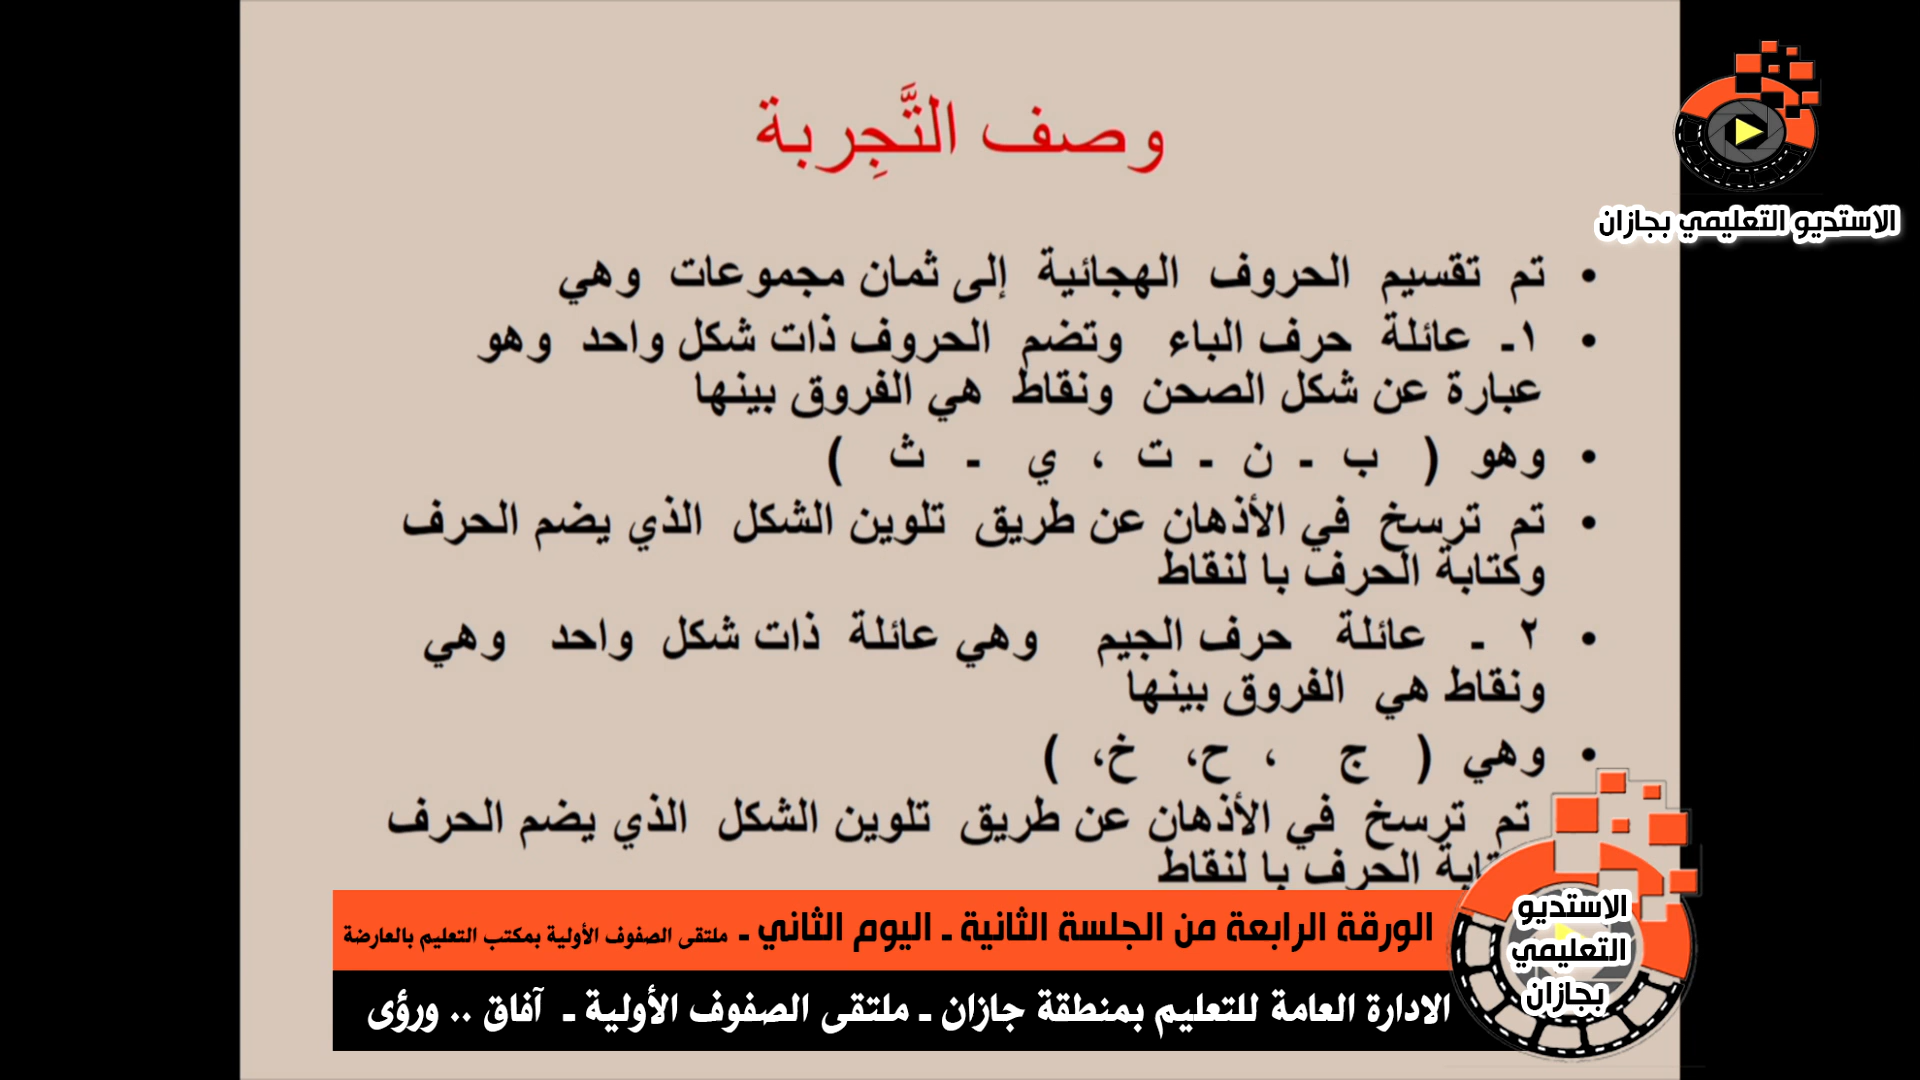 وصف التَّجِربة
الاستديو التعليمي بجازان
• تم تقسيم الحروف الهجائية إلى ثمان مجموعات وهي
• ١ـ عائلة حرف الباء وتضم الحروف ذات شكل واحد وهو
عبارة عن شكل الصحن ونقاط هي الفروق بينها
• وهو ( ب ـ ن ـ ت ، ي ـ ث )
• تم ترسخ في الأذهان عن طريق تلوين الشكل الذي يضم الحرف
وكتابة الحرف با لنقاط
• ٢ ـ عائلة حرف الجيم وهي عائلة ذات شكل واحد وهي
ونقاط هي الفروق بينها
• وهي ( ج ، ح، خ، )
تم ترسخ في الأذهان عن طريق تلوين الشكل الذي يضم الحرف
الحرف با لنقاط
الورقة الرابعة من الجلسة الثانية ـ اليوم الثاني ـ ملتقى الصفوف الأولية بمكتب التعليم بالعارضة
الادارة العامة للتعليم بمنطقة جازان ـ ملتقى الصفوف الأولية ـ آفاق .. ورؤى
الاستديو
التعليمي
بجازان